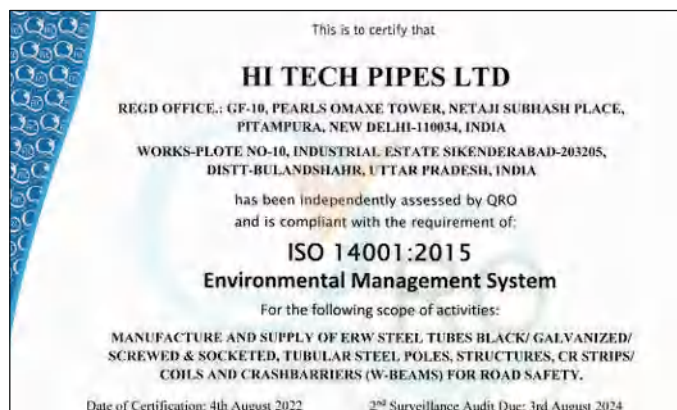 This is to certify that
HI TECH PIPES LTD
REGD OFFICE.: GF-10, PEARLS OMAXE TOWER, NETAJI SUBHASH PLACE,
PITAMPURA, NEW DELHI-110034, INDIA
WORKS-PLOTE NO-10, INDUSTRIAL ESTATE SIKENDERABAD-203205,
DISTT-BULANDSHAHR, UTTAR PRADESH, INDIA
has been independently assessed by QRO
and is compliant with the requirement of:
ISO 14001:2015
Environmental Management System
For the following scope of activities:
MANUFACTURE AND SUPPLY OF ERW STEEL TUBES BLACK/ GALVANIZED/
SCREWED & SOCKETED, TUBULAR STEEL POLES, STRUCTURES, CR STRIPS/
COILS AND CRASHBARRIERS (W-BEAMS) FOR ROAD SAFETY.
Date of Certification: 4th August 2022 2nd Surveillance Audit Due: 3rd August 2024